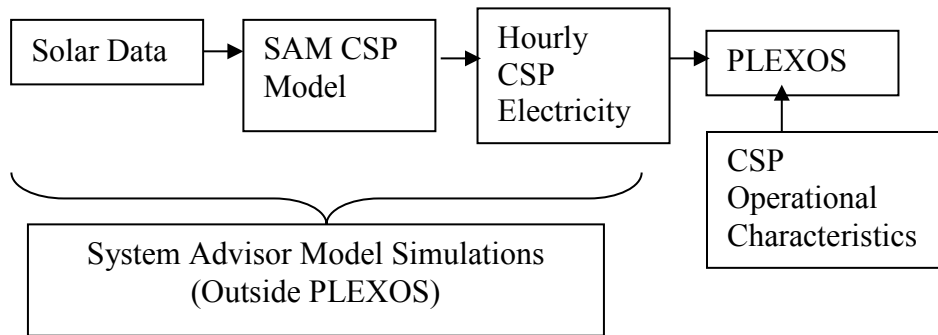 Solar Data
SAM CSP
Model
Hourly
CSP
Electricity
PLEXOS
CSP
Operational
Characteristics
System Advisor Model Simulations
(Outside PLEXOS)